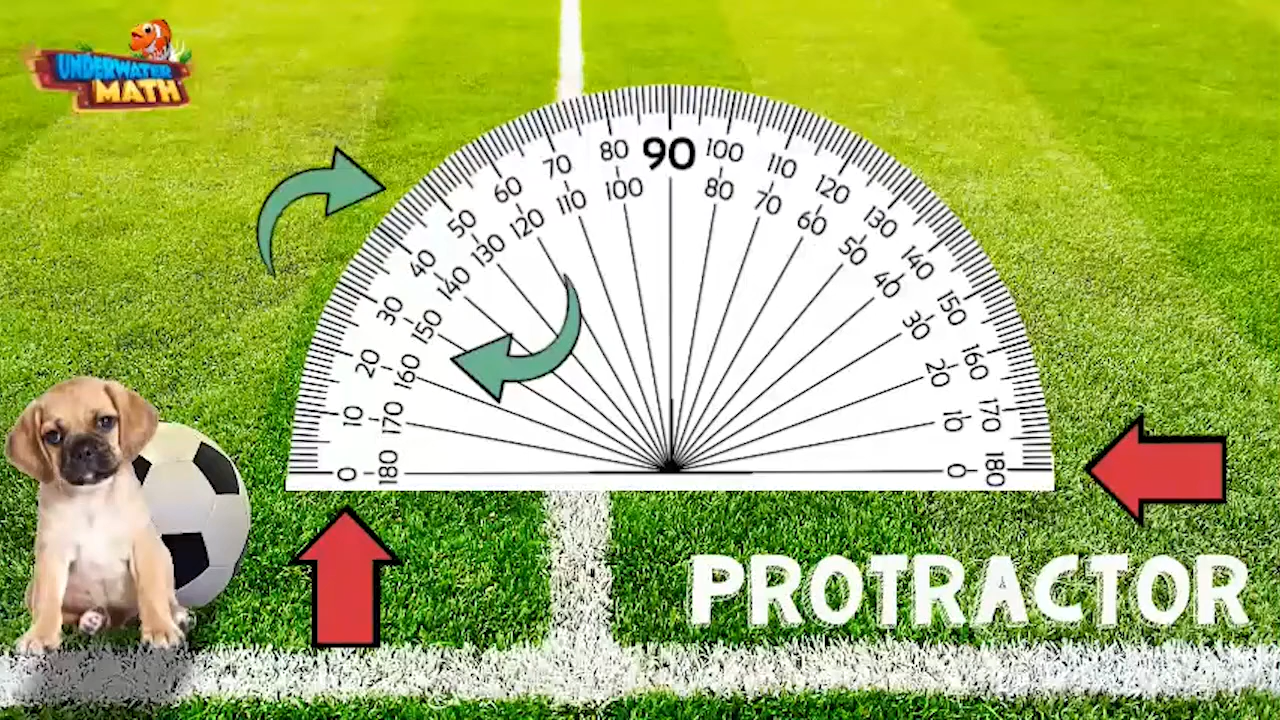 UNDERWATER
MATH
0 10 20 30 40 50 60 70 80 90 100 110 120 130 140 150 160 170 180
180 170 160 150 140 130 120 110 100 80 70 60 50 40 30 20 10 0
PROTRACTOR